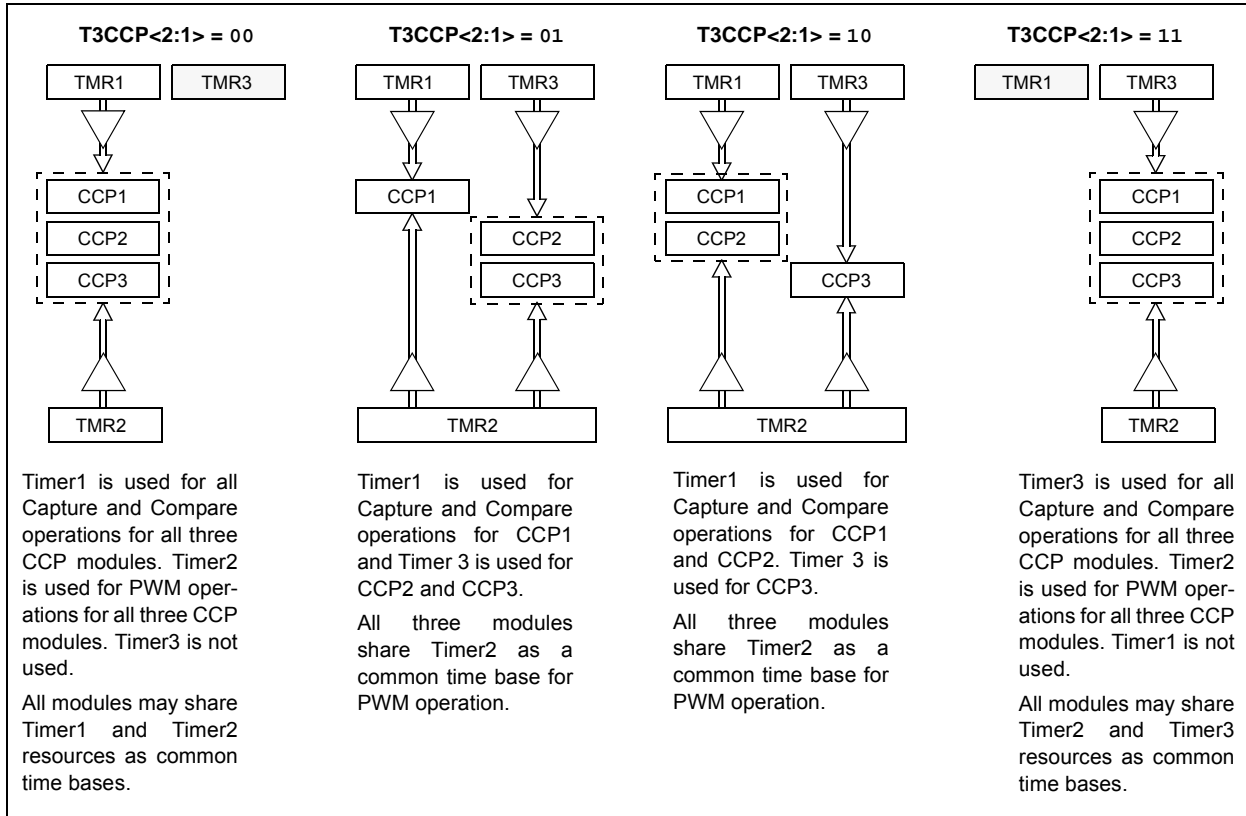 T3CCP<2:1> = 00
TMR1
TMR3
CCP1
CCP2
CCP3
TMR2
Timer1 is used for all
Capture and Compare
operations for all three
CCP modules. Timer2
is used for PWM oper-
ations for all three CCP
modules. Timer3 is not
used.
All modules may share
Timer1 and Timer2
resources as common
time bases.
T3CCP<2:1> = 01
TMR1
TMR3
CCP1
CCP2
CCP3
TMR2
Timer1 is used for
Capture and Compare
operations for CCP1
and Timer 3 is used for
CCP2 and CCP3.
All three modules
share Timer2 as a
common time base for
PWM operation.
T3CCP<2:1> = 10
TMR1
TMR3
CCP1
CCP2
CCP3
TMR2
Timer1 is used for
Capture and Compare
operations for CCP1
and CCP2. Timer 3 is
used for CCP3.
All three modules
share Timer2 as a
common time base for
PWM operation.
T3CCP<2:1> = 11
TMR1
TMR3
CCP1
CCP2
CCP3
TMR2
Timer3 is used for all
Capture and Compare
operations for all three
CCP modules. Timer2
is used for PWM oper-
ations for all three CCP
modules. Timer1 is not
used.
All modules may share
Timer2 and Timer3
resources as common
time bases.